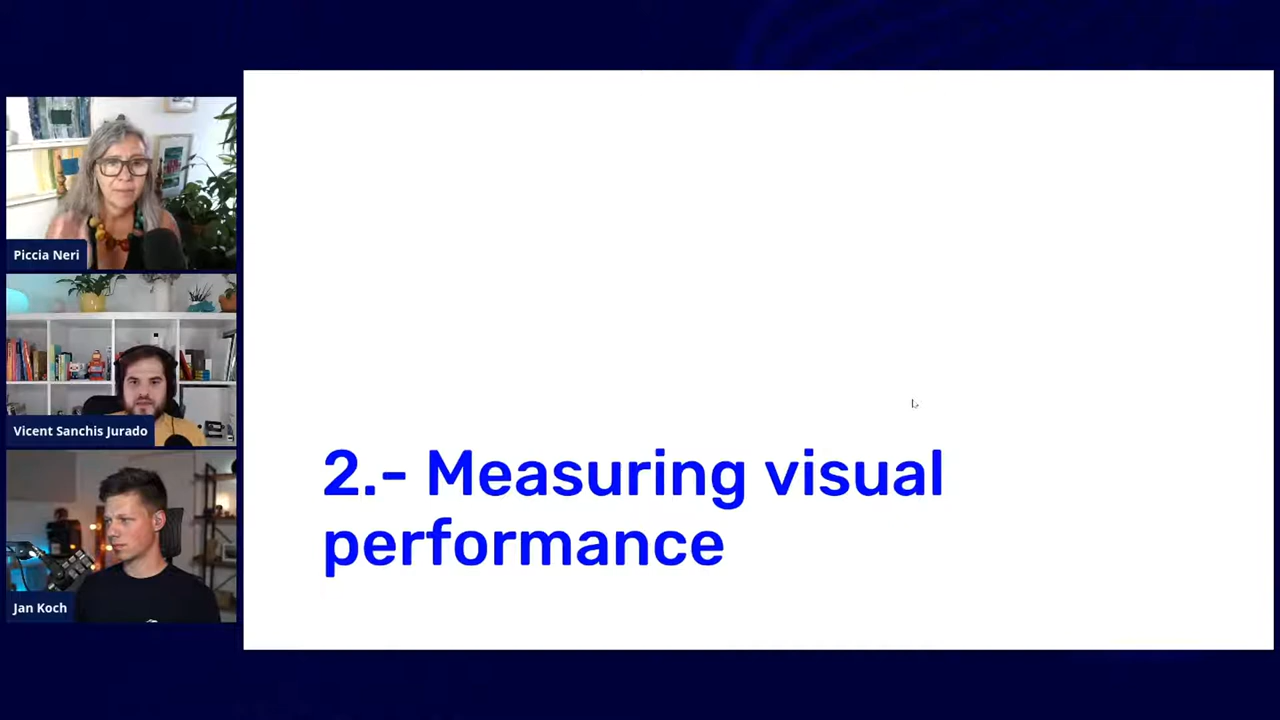 Piccia Neri
Vicent Sanchis Jurado
Jan Koch
2.- Measuring visual
performance